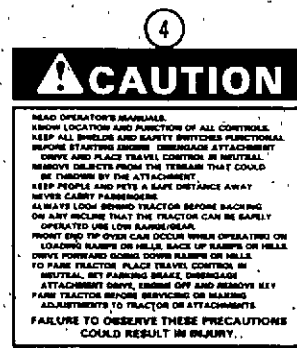 4
CAUTION
READ OPERATOR'S MANUALS.
KNOW LOCATION AND FUNCTION OF ALL CONTROLS.
KEEP ALL SHIELDS AND SAFETY SWITCHES FUNCTIONAL
BEFORE STARTING ENGINE DISENGAGE ATTACHMENT
DRIVE AND PLACE TRAVEL CONTROL IN NEUTRAL.
REMOVE OBJECTS FROM THE TERRAIN THAT COULD
BE THROWN BY THE ATTACHMENT.
KEEP PEOPLE AND PETS A SAFE DISTANCE AWAY
NEVER CARRY PASSENGERS
ALWAYS LOOK BEHIND TRACTOR BEFORE BACKING
ON ANY INCLINE THAT THE TRACTOR CAN BE SAFELY
OPERATED USE LOW RANGE/GEAR.
FRONT END TIP OVER CAN OCCUR WHEN OPERATING ON
LOADING RAMPS OR HILLS, BACK UP RAMPS OR HILLS.
DRIVE FORWARD GOING DOWN RAMPS OR HILLS.
TO PARK TRACTOR, PLACE TRAVEL CONTROL IN
NEUTRAL, SET PARKING BRAKE, DISENGAGE
ATTACHMENT DRIVE, ENGINE OFF AND REMOVE KEY
PARK TRACTOR BEFORE SERVICING OR MAKING
ADJUSTMENTS TO TRACTOR OR ATTACHMENTS
FAILURE TO OBSERVE THESE PRECAUTIONS
COULD RESULT IN INJURY.